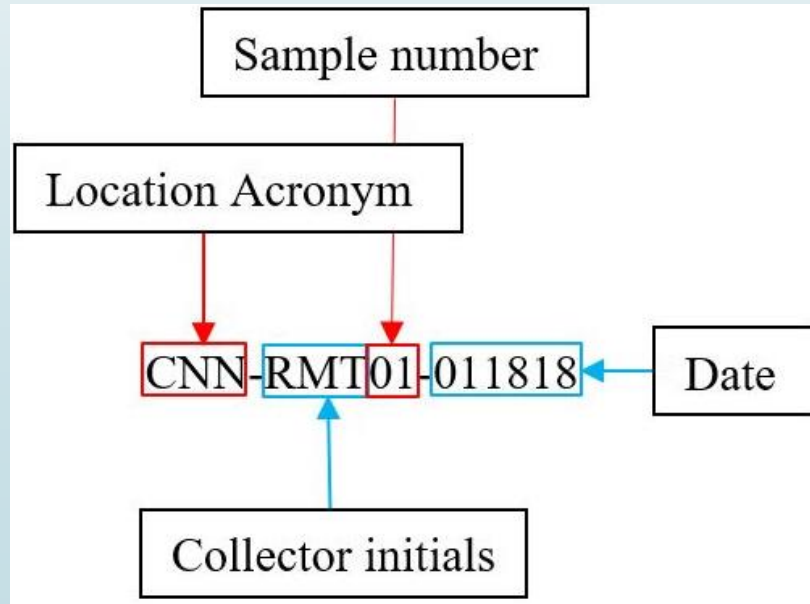 Sample number
Location Acronym
CNN-RMT01-011818
Date
Collector initials